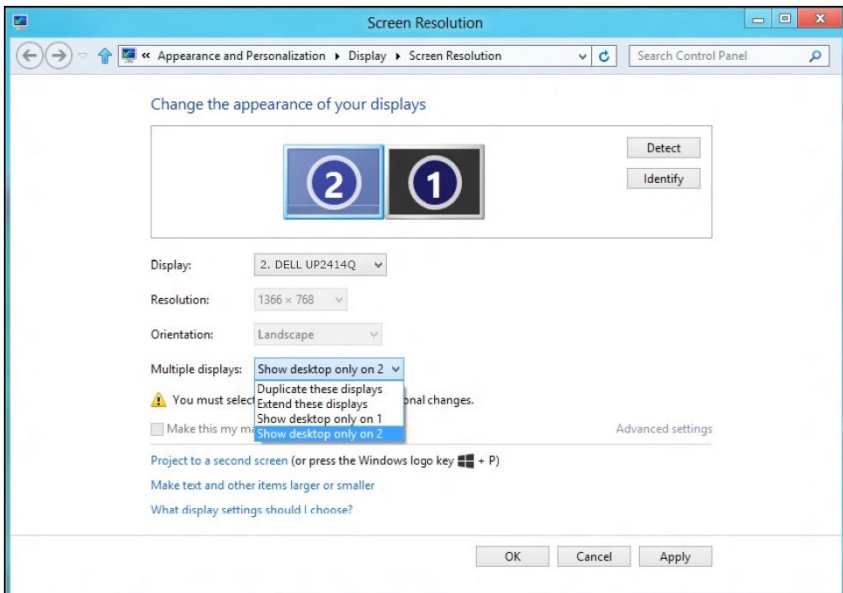 Screen Resolution
« Appearance and Personalization ▸ Display ▸ Screen Resolution
Search Control Panel
Change the appearance of your displays
2
1
Detect
Identify
Display: 2. DELL UP2414Q
Resolution: 1366 × 768
Orientation: Landscape
Multiple displays: Show desktop only on 2
Duplicate these displays
You must select onal changes.
Extend these displays
Show desktop only on 1
Make this my ma
Show desktop only on 2
Advanced settings
Project to a second screen (or press the Windows logo key + P)
Make text and other items larger or smaller
What display settings should I choose?
OK Cancel Apply